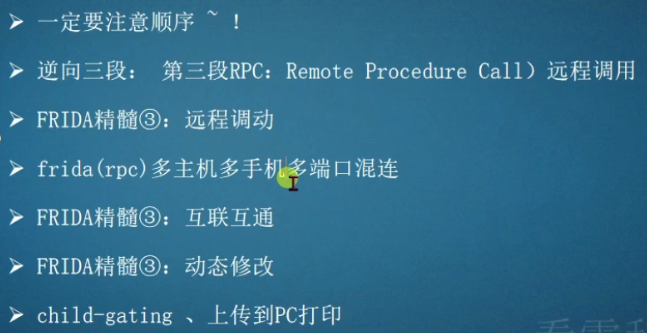 ➤ 一定要注意顺序 ~ !
➤ 逆向三段: 第三段RPC: Remote Procedure Call）远程调用
➤ FRIDA精髓③: 远程调动
➤ frida(rpc)多主机多手机多端口混连
➤ FRIDA精髓③: 互联互通
➤ FRIDA精髓③: 动态修改
➤ child-gating 、上传到PC打印